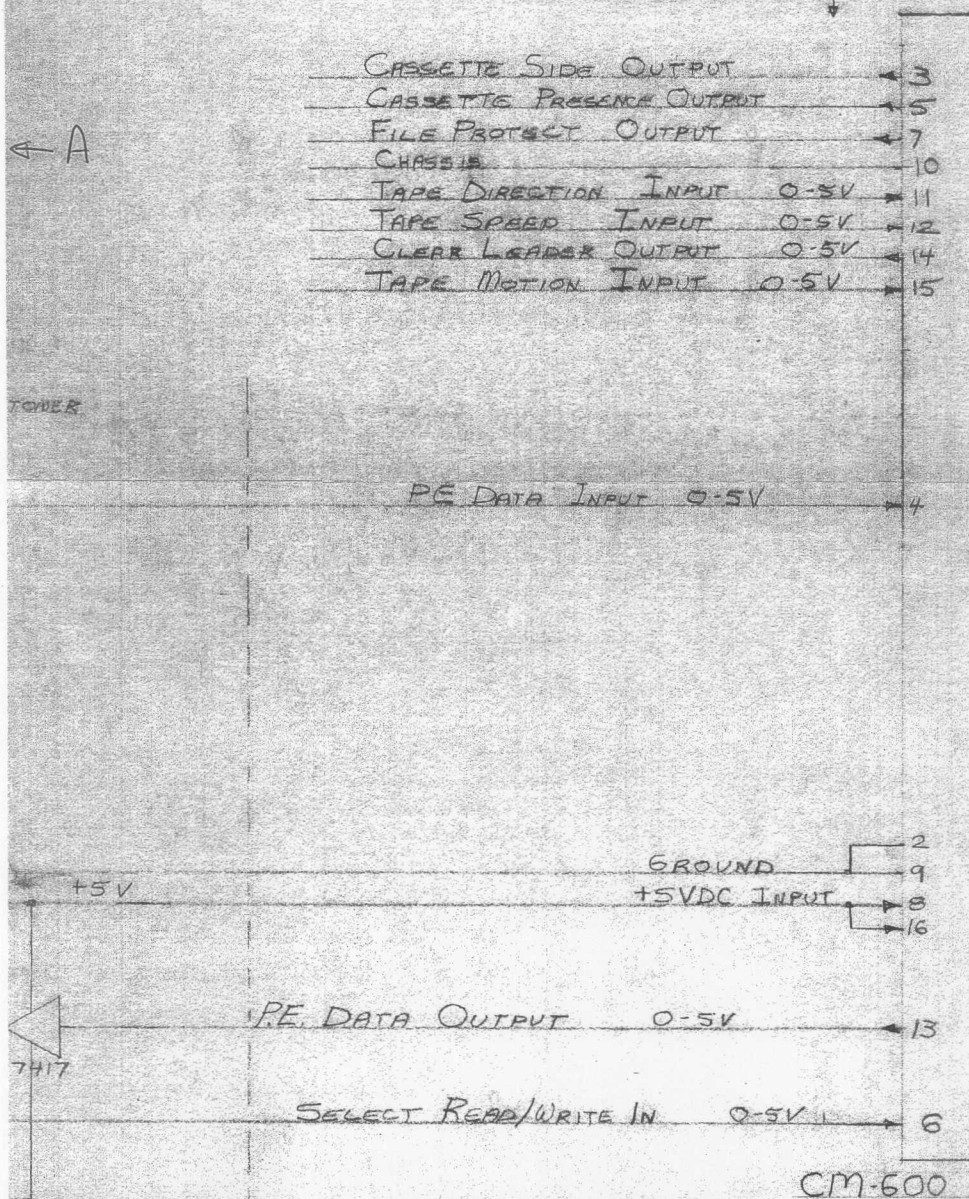 CASSETTE SIDE OUTPUT 3
CASSETTE PRESENCE OUTPUT 5
FILE PROTECT OUTPUT 7
A
CHASSIS 10
TAPE DIRECTION INPUT 0-5V 11
TAPE SPEED INPUT 0-5V 12
CLEAR LEADER OUTPUT 0-5V 14
TAPE MOTION INPUT 0-5V 15
TONER
PE DATA INPUT 0-5V 4
2
GROUND 9
+5V
+5VDC INPUT 8
16
P.E. DATA OUTPUT 0-5V 13
7417
SELECT READ/WRITE IN 0-5V 6
CM-600